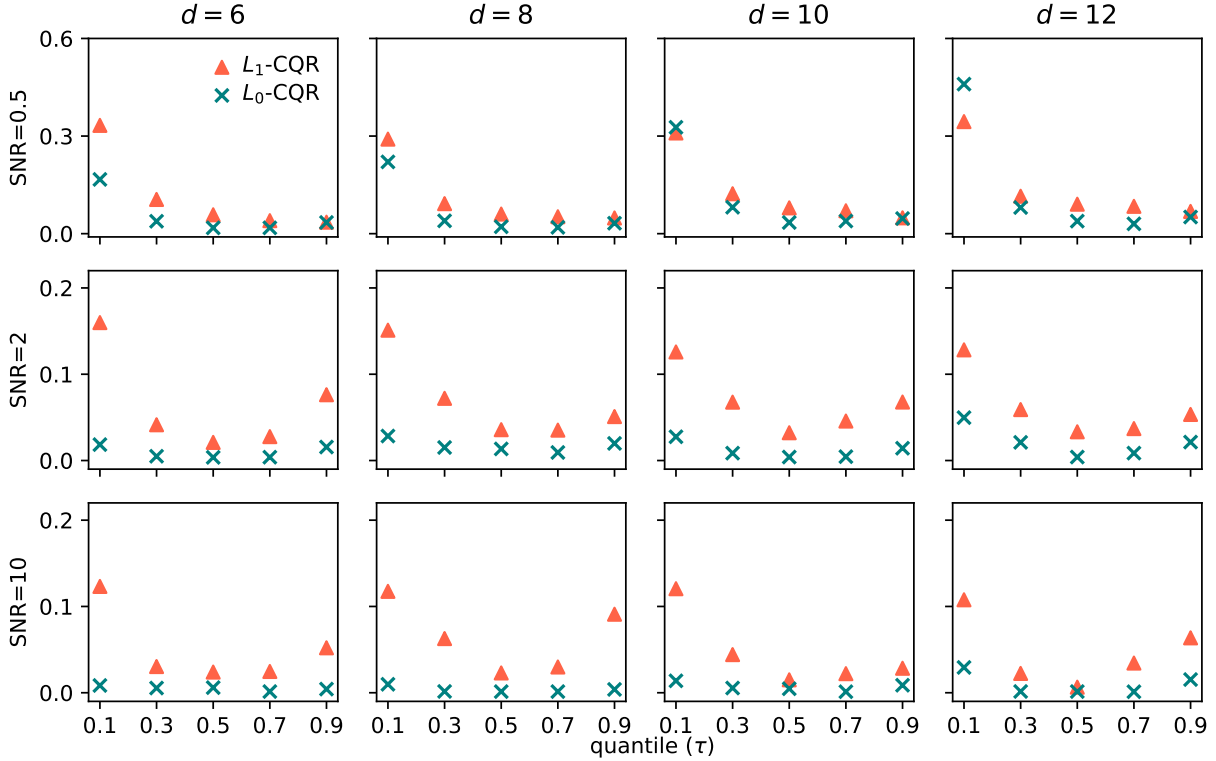 d = 6 d = 8 d = 10 d = 12
0.6
0.3
0.0
SNR=0.5
L₁-CQR
L₀-CQR
0.2
0.1
0.0
SNR=2
0.2
0.1
0.0
SNR=10
0.1 0.3 0.5 0.7 0.9 0.1 0.3 0.5 0.7 0.9 0.1 0.3 0.5 0.7 0.9 0.1 0.3 0.5 0.7 0.9
quantile (τ)